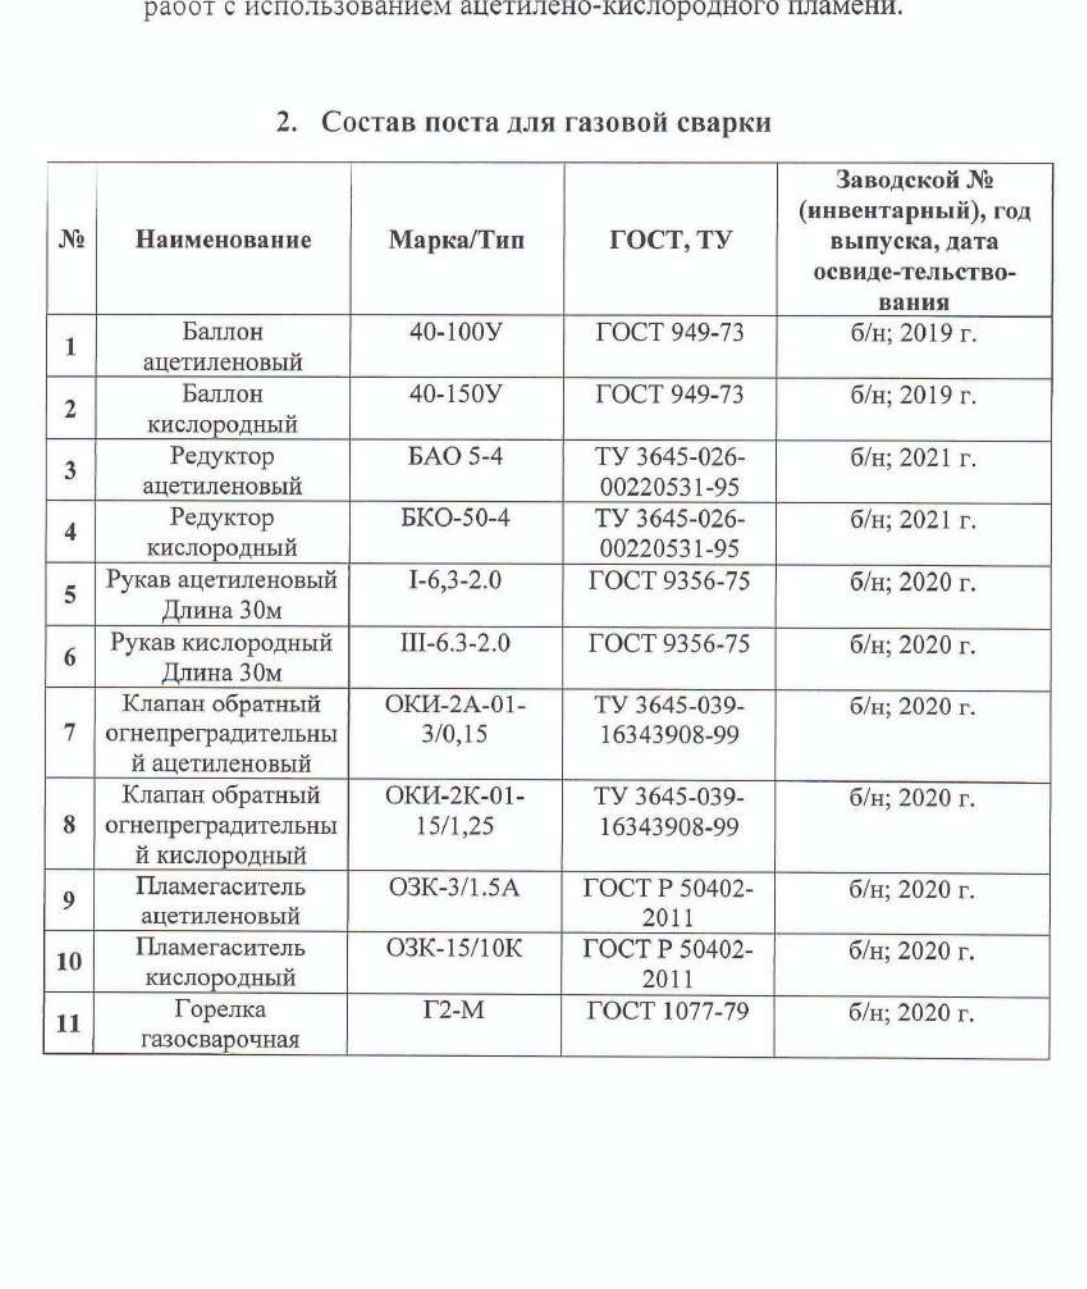 работ с использованием ацетилено-кислородного пламени.
2. Состав поста для газовой сварки
№ Наименование Марка/Тип ГОСТ, ТУ Заводской №
(инвентарный), год
выпуска, дата
освиде-тельство-
вания
1 Баллон 40-100У ГОСТ 949-73 б/н; 2019 г.
ацетиленовый
2 Баллон 40-150У ГОСТ 949-73 б/н; 2019 г.
кислородный
3 Редуктор БАО 5-4 ТУ 3645-026- б/н; 2021 г.
ацетиленовый 00220531-95
4 Редуктор БКО-50-4 ТУ 3645-026- б/н; 2021 г.
кислородный 00220531-95
5 Рукав ацетиленовый I-6,3-2.0 ГОСТ 9356-75 б/н; 2020 г.
Длина 30м
6 Рукав кислородный III-6.3-2.0 ГОСТ 9356-75 б/н; 2020 г.
Длина 30м
7 Клапан обратный ОКИ-2А-01- ТУ 3645-039- б/н; 2020 г.
огнепреградительны 3/0,15 16343908-99
й ацетиленовый
8 Клапан обратный ОКИ-2К-01- ТУ 3645-039- б/н; 2020 г.
огнепреградительны 15/1,25 16343908-99
й кислородный
9 Пламегаситель ОЗК-3/1.5А ГОСТ Р 50402- б/н; 2020 г.
ацетиленовый 2011
10 Пламегаситель ОЗК-15/10К ГОСТ Р 50402- б/н; 2020 г.
кислородный 2011
11 Горелка Г2-М ГОСТ 1077-79 б/н; 2020 г.
газосварочная